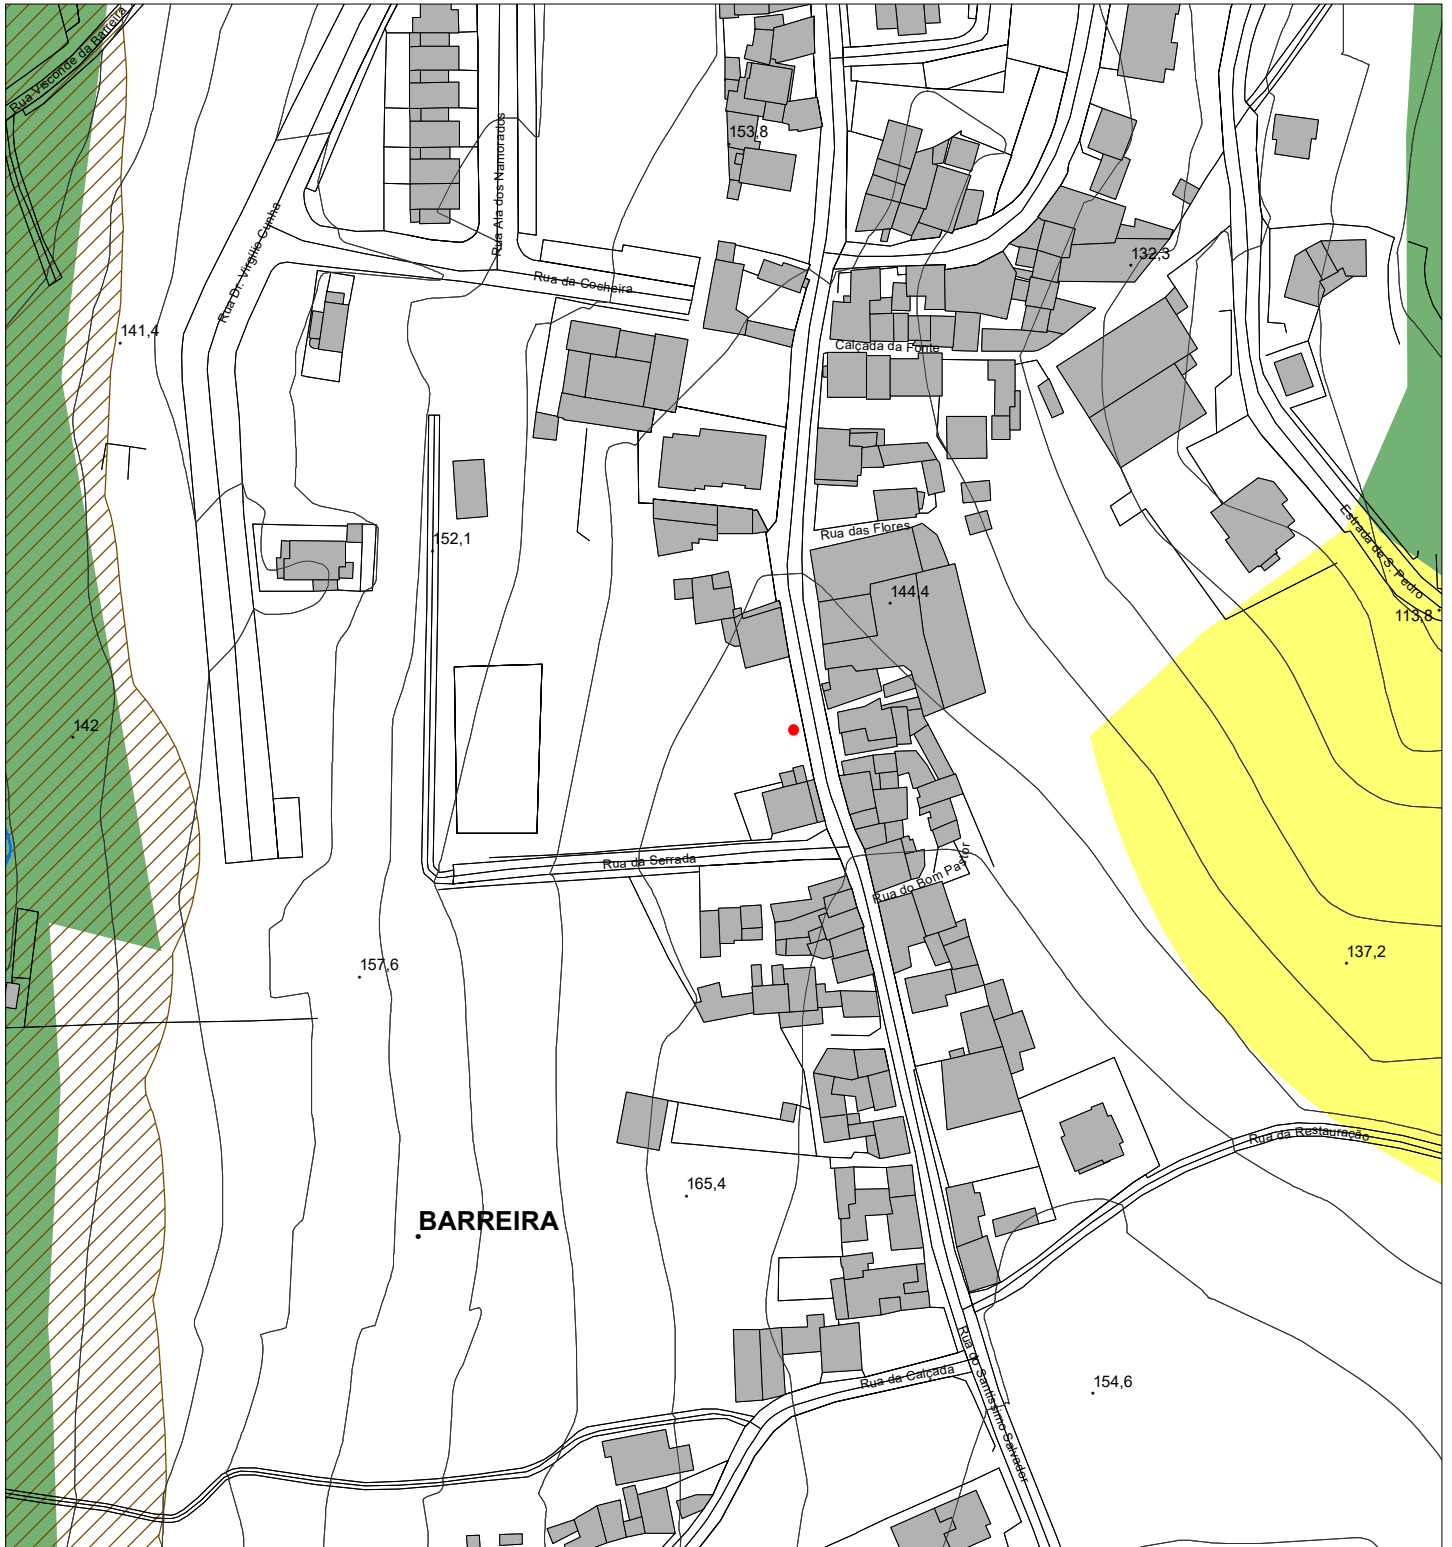 Rua Visconde da Barreira
153,8
Rua Ala dos Namorados
Rua Dr. Virgílio Cunha
132,3
Rua da Cocheira
141,4
Calçada da Fonte
Rua das Flores
Estrada de S. Pedro
152,1
144,4
113,8
142
Rua da Serrada
Rua do Bom Pastor
137,2
157,6
Rua da Restauração
165,4
BARREIRA
Rua da Calçada
Rua do Santíssimo Salvador
154,6